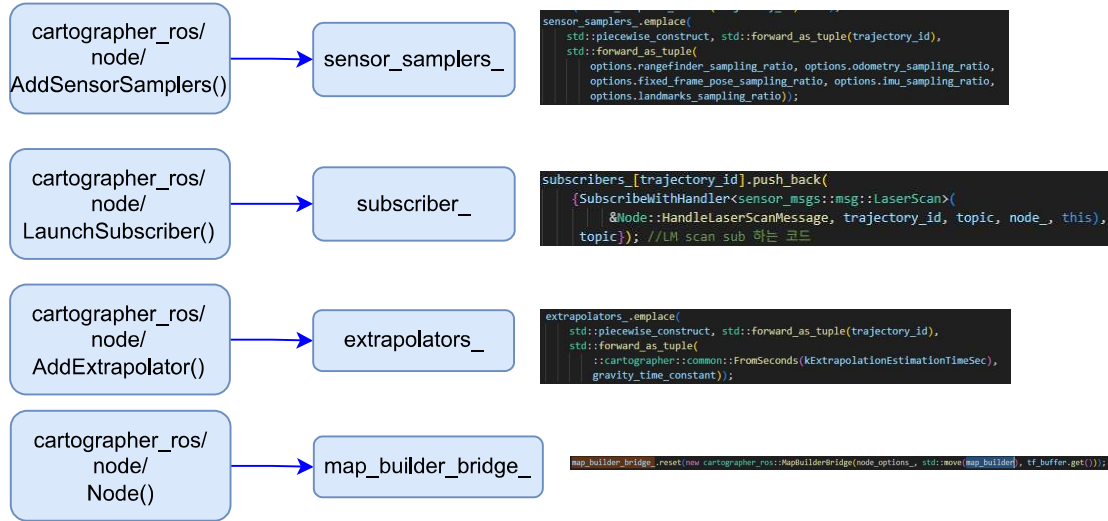 cartographer_ros/
node/
AddSensorSamplers()
sensor_samplers_
sensor_samplers_.emplace(
std::piecewise_construct, std::forward_as_tuple(trajectory_id),
std::forward_as_tuple(
options.rangefinder_sampling_ratio, options.odometry_sampling_ratio,
options.fixed_frame_pose_sampling_ratio, options.imu_sampling_ratio,
options.landmarks_sampling_ratio));
cartographer_ros/
node/
LaunchSubscriber()
subscriber_
subscribers_[trajectory_id].push_back(
{SubscribeWithHandler<sensor_msgs::msg::LaserScan>(
&Node::HandleLaserScanMessage, trajectory_id, topic, node_, this),
topic}); //LM scan sub 하는 코드
cartographer_ros/
node/
AddExtrapolator()
extrapolators_
extrapolators_.emplace(
std::piecewise_construct, std::forward_as_tuple(trajectory_id),
std::forward_as_tuple(
::cartographer::common::FromSeconds(kExtrapolationEstimationTimeSec),
gravity_time_constant));
cartographer_ros/
node/
Node()
map_builder_bridge_
map_builder_bridge_.reset(new cartographer_ros::MapBuilderBridge(node_options_, std::move(map_builder), tf_buffer.get()));